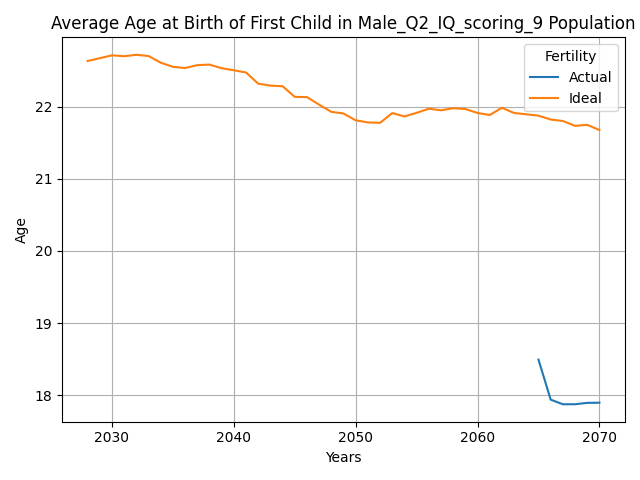 Average Age at Birth of First Child in Male_Q2_IQ_scoring_9 Population
Fertility
Actual
Ideal
22
21
20
19
18
Age
2030
2040
2050
2060
2070
Years